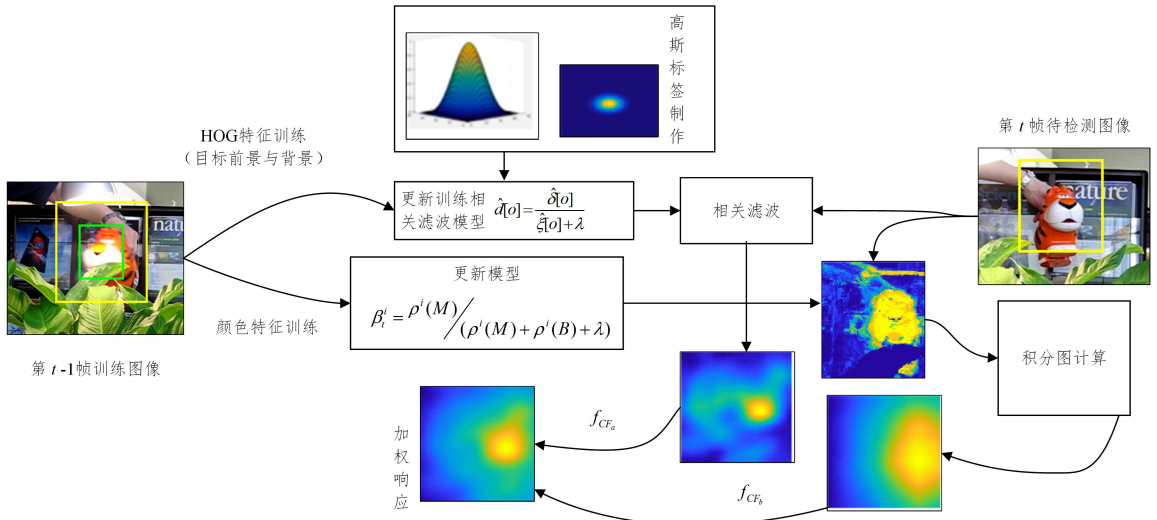 高斯标签制作
HOG特征训练
（目标前景与背景）
第 t 帧待检测图像
更新训练相
关滤波模型
d̂[o]=δ̂[o]/(ξ̂[o]+λ)
相关滤波
nature
natu
更新模型
β_t^i=ρ^i(M)/(ρ^i(M)+ρ^i(B)+λ)
颜色特征训练
第 t -1帧训练图像
积分图计算
f_{CF_a}
加权响应
f_{CF_b}